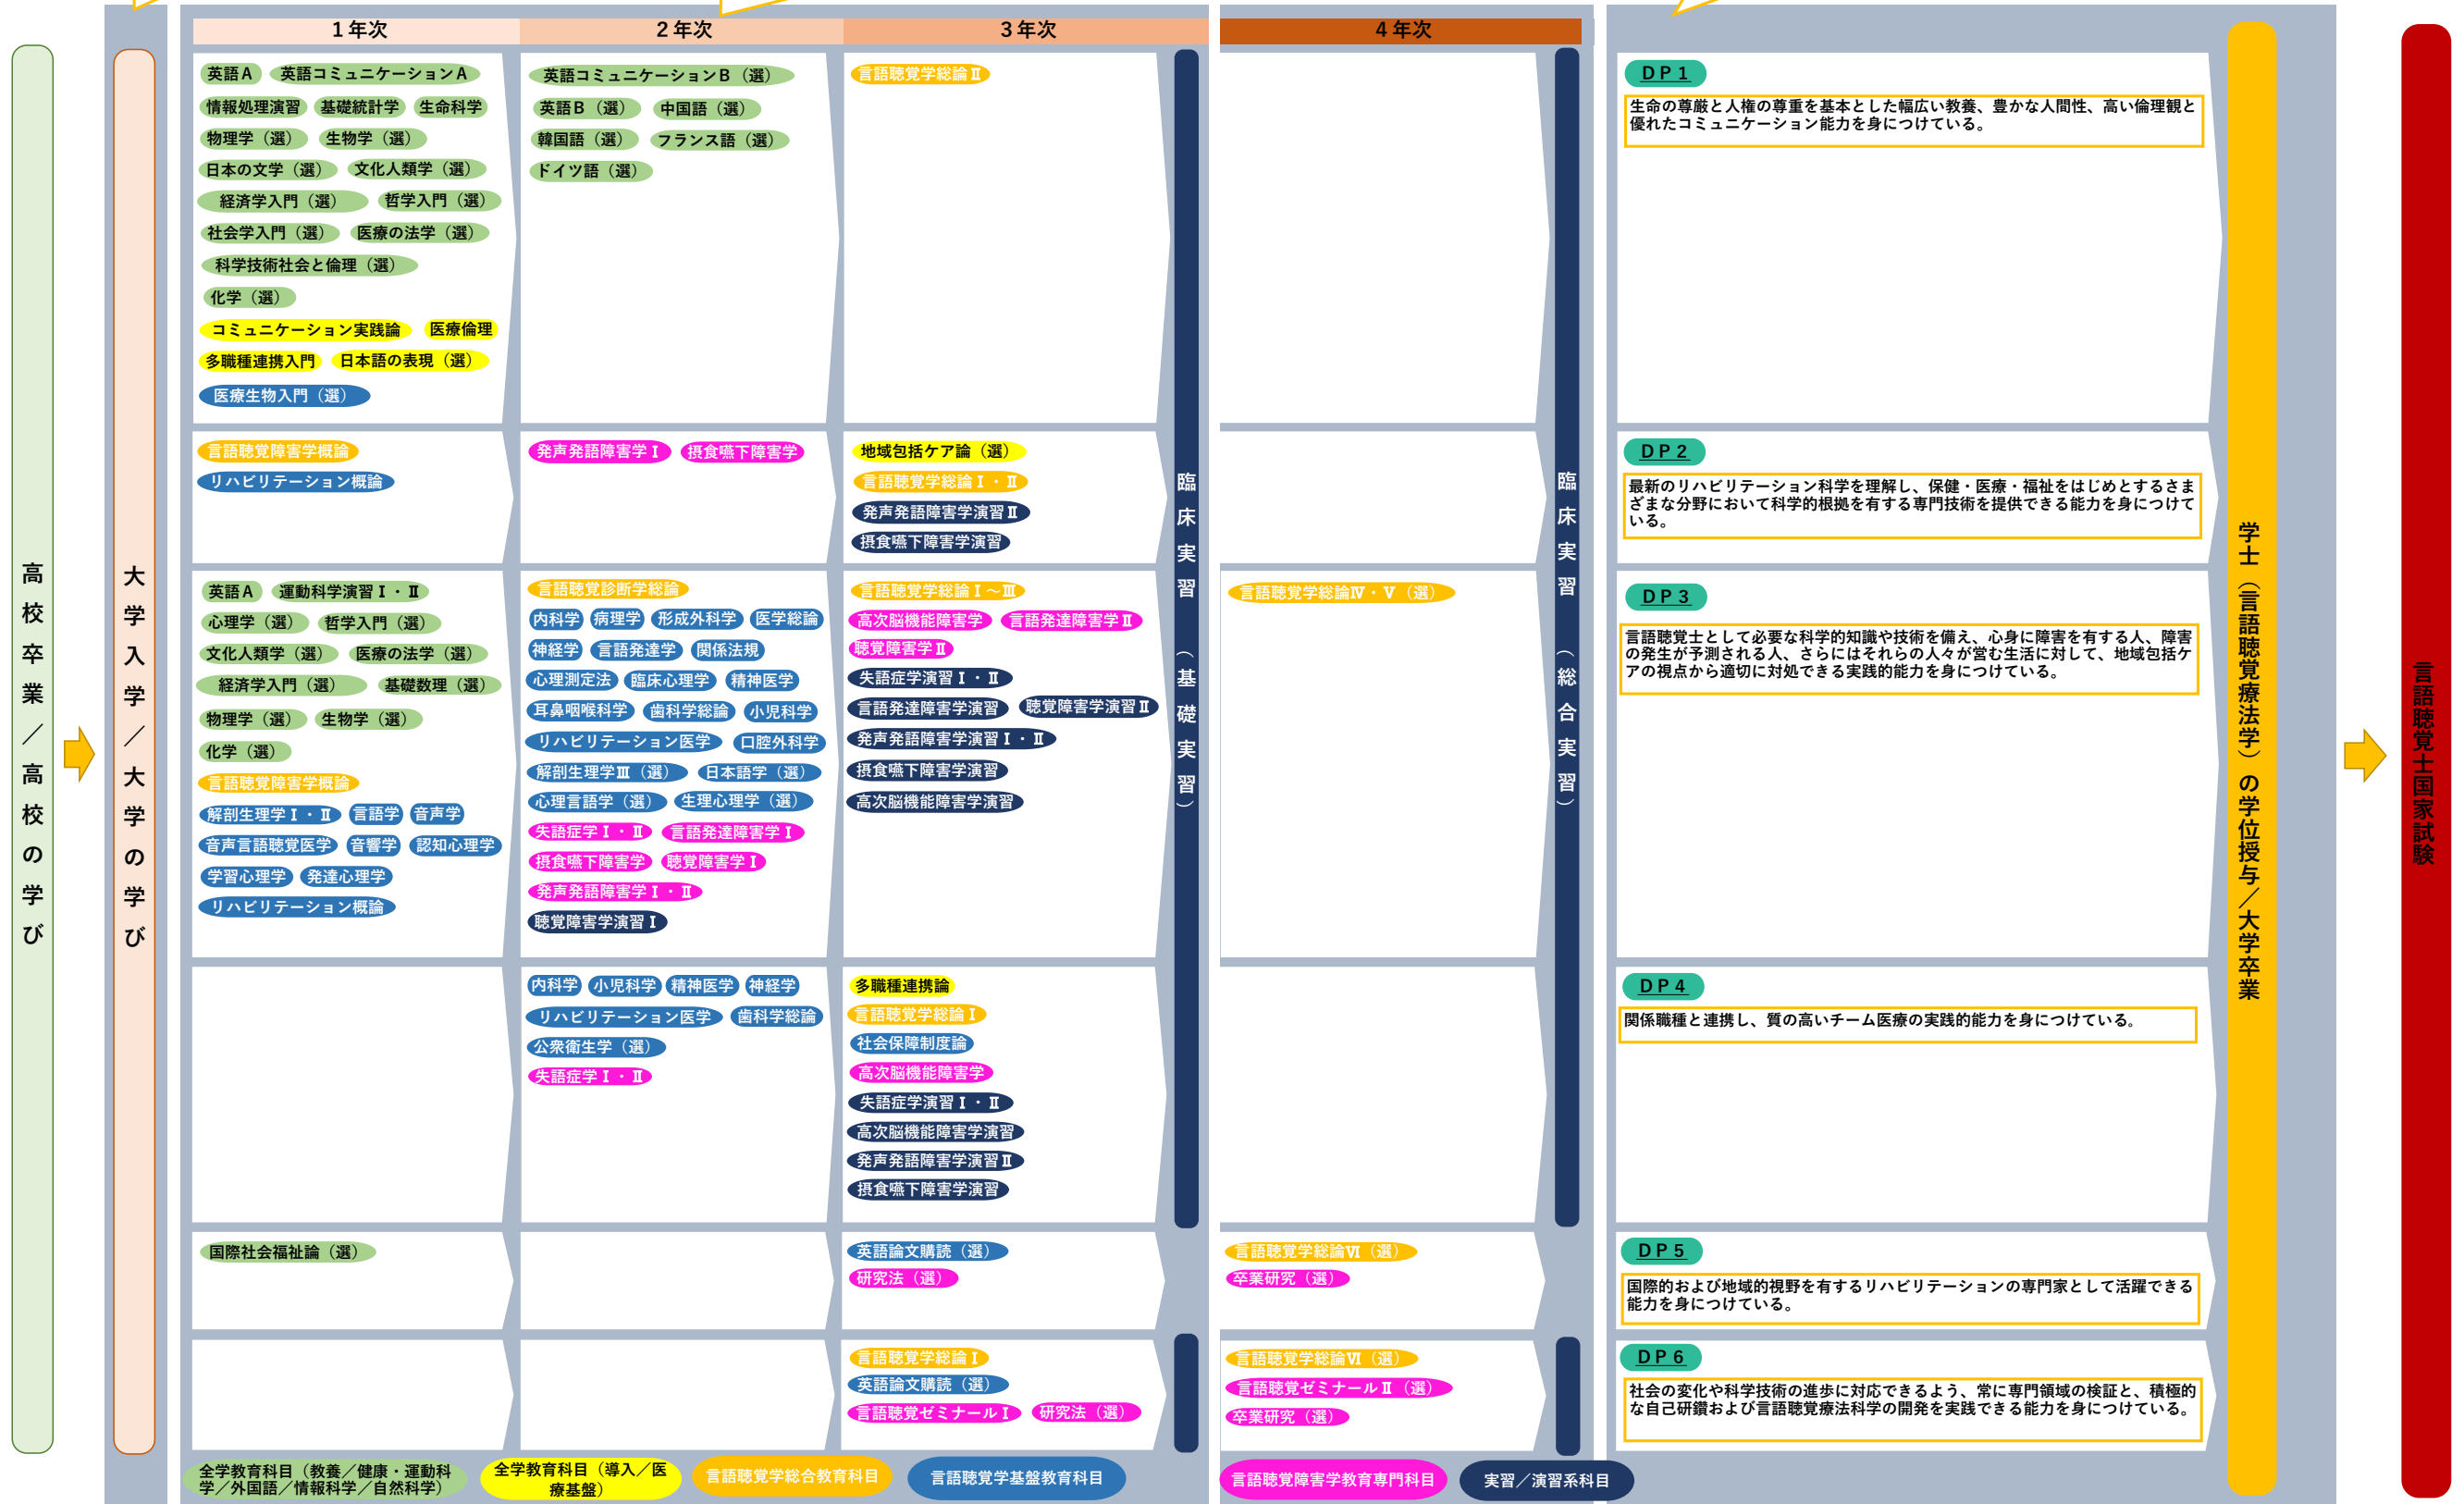 高校卒業／高校の学び
大学入学／大学の学び
１年次
２年次
３年次
４年次
英語Ａ 英語コミュニケーションＡ
情報処理演習 基礎統計学 生命科学
物理学（選） 生物学（選）
日本の文学（選） 文化人類学（選）
経済学入門（選） 哲学入門（選）
社会学入門（選） 医療の法学（選）
科学技術社会と倫理（選）
化学（選）
コミュニケーション実践論 医療倫理
多職種連携入門 日本語の表現（選）
医療生物入門（選）
英語コミュニケーションＢ（選）
英語Ｂ（選） 中国語（選）
韓国語（選） フランス語（選）
ドイツ語（選）
言語聴覚学総論Ⅱ
ＤＰ１
生命の尊厳と人権の尊重を基本とした幅広い教養、豊かな人間性、高い倫理観と
優れたコミュニケーション能力を身につけている。
言語聴覚障害学概論
リハビリテーション概論
発声発語障害学Ⅰ 摂食嚥下障害学
地域包括ケア論（選）
言語聴覚学総論Ⅰ・Ⅱ
発声発語障害学演習Ⅱ
摂食嚥下障害学演習
ＤＰ２
最新のリハビリテーション科学を理解し、保健・医療・福祉をはじめとするさま
ざまな分野において科学的根拠を有する専門技術を提供できる能力を身につけて
いる。
英語Ａ 運動科学演習Ⅰ・Ⅱ
心理学（選） 哲学入門（選）
文化人類学（選） 医療の法学（選）
経済学入門（選） 基礎数理（選）
物理学（選） 生物学（選）
化学（選）
言語聴覚障害学概論
解剖生理学Ⅰ・Ⅱ 言語学 音声学
音声言語聴覚医学 音響学 認知心理学
学習心理学 発達心理学
リハビリテーション概論
言語聴覚診断学総論
内科学 病理学 形成外科学 医学総論
神経学 言語発達学 関係法規
心理測定法 臨床心理学 精神医学
耳鼻咽喉科学 歯科学総論 小児科学
リハビリテーション医学 口腔外科学
解剖生理学Ⅲ（選） 日本語学（選）
心理言語学（選） 生理心理学（選）
失語症学Ⅰ・Ⅱ 言語発達障害学Ⅰ
摂食嚥下障害学 聴覚障害学Ⅰ
発声発語障害学Ⅰ・Ⅱ
聴覚障害学演習Ⅰ
言語聴覚学総論Ⅰ～Ⅲ
高次脳機能障害学 言語発達障害学Ⅱ
聴覚障害学Ⅱ
失語症学演習Ⅰ・Ⅱ
言語発達障害学演習 聴覚障害学演習Ⅱ
発声発語障害学演習Ⅰ・Ⅱ
摂食嚥下障害学演習
高次脳機能障害学演習
臨床実習（基礎実習）
言語聴覚学総論Ⅳ・Ⅴ（選）
臨床実習（総合実習）
ＤＰ３
言語聴覚士として必要な科学的知識や技術を備え、心身に障害を有する人、障害
の発生が予測される人、さらにはそれらの人々が営む生活に対して、地域包括ケ
アの視点から適切に対処できる実践的能力を身につけている。
内科学 小児科学 精神医学 神経学
リハビリテーション医学 歯科学総論
公衆衛生学（選）
失語症学Ⅰ・Ⅱ
多職種連携論
言語聴覚学総論Ⅰ
社会保障制度論
高次脳機能障害学
失語症学演習Ⅰ・Ⅱ
高次脳機能障害学演習
発声発語障害学演習Ⅱ
摂食嚥下障害学演習
ＤＰ４
関係職種と連携し、質の高いチーム医療の実践的能力を身につけている。
国際社会福祉論（選）
英語論文購読（選）
研究法（選）
言語聴覚学総論Ⅵ（選）
卒業研究（選）
ＤＰ５
国際的および地域的視野を有するリハビリテーションの専門家として活躍できる
能力を身につけている。
言語聴覚学総論Ⅰ
英語論文購読（選）
言語聴覚ゼミナールⅠ 研究法（選）
言語聴覚学総論Ⅵ（選）
言語聴覚ゼミナールⅡ（選）
卒業研究（選）
ＤＰ６
社会の変化や科学技術の進歩に対応できるよう、常に専門領域の検証と、積極的
な自己研鑽および言語聴覚療法科学の開発を実践できる能力を身につけている。
学士（言語聴覚療法学）の学位授与／大学卒業
言語聴覚士国家試験
全学教育科目（教養／健康・運動科
学／外国語／情報科学／自然科学）
全学教育科目（導入／医
療基盤）
言語聴覚学総合教育科目
言語聴覚学基盤教育科目
言語聴覚障害学教育専門科目
実習／演習系科目